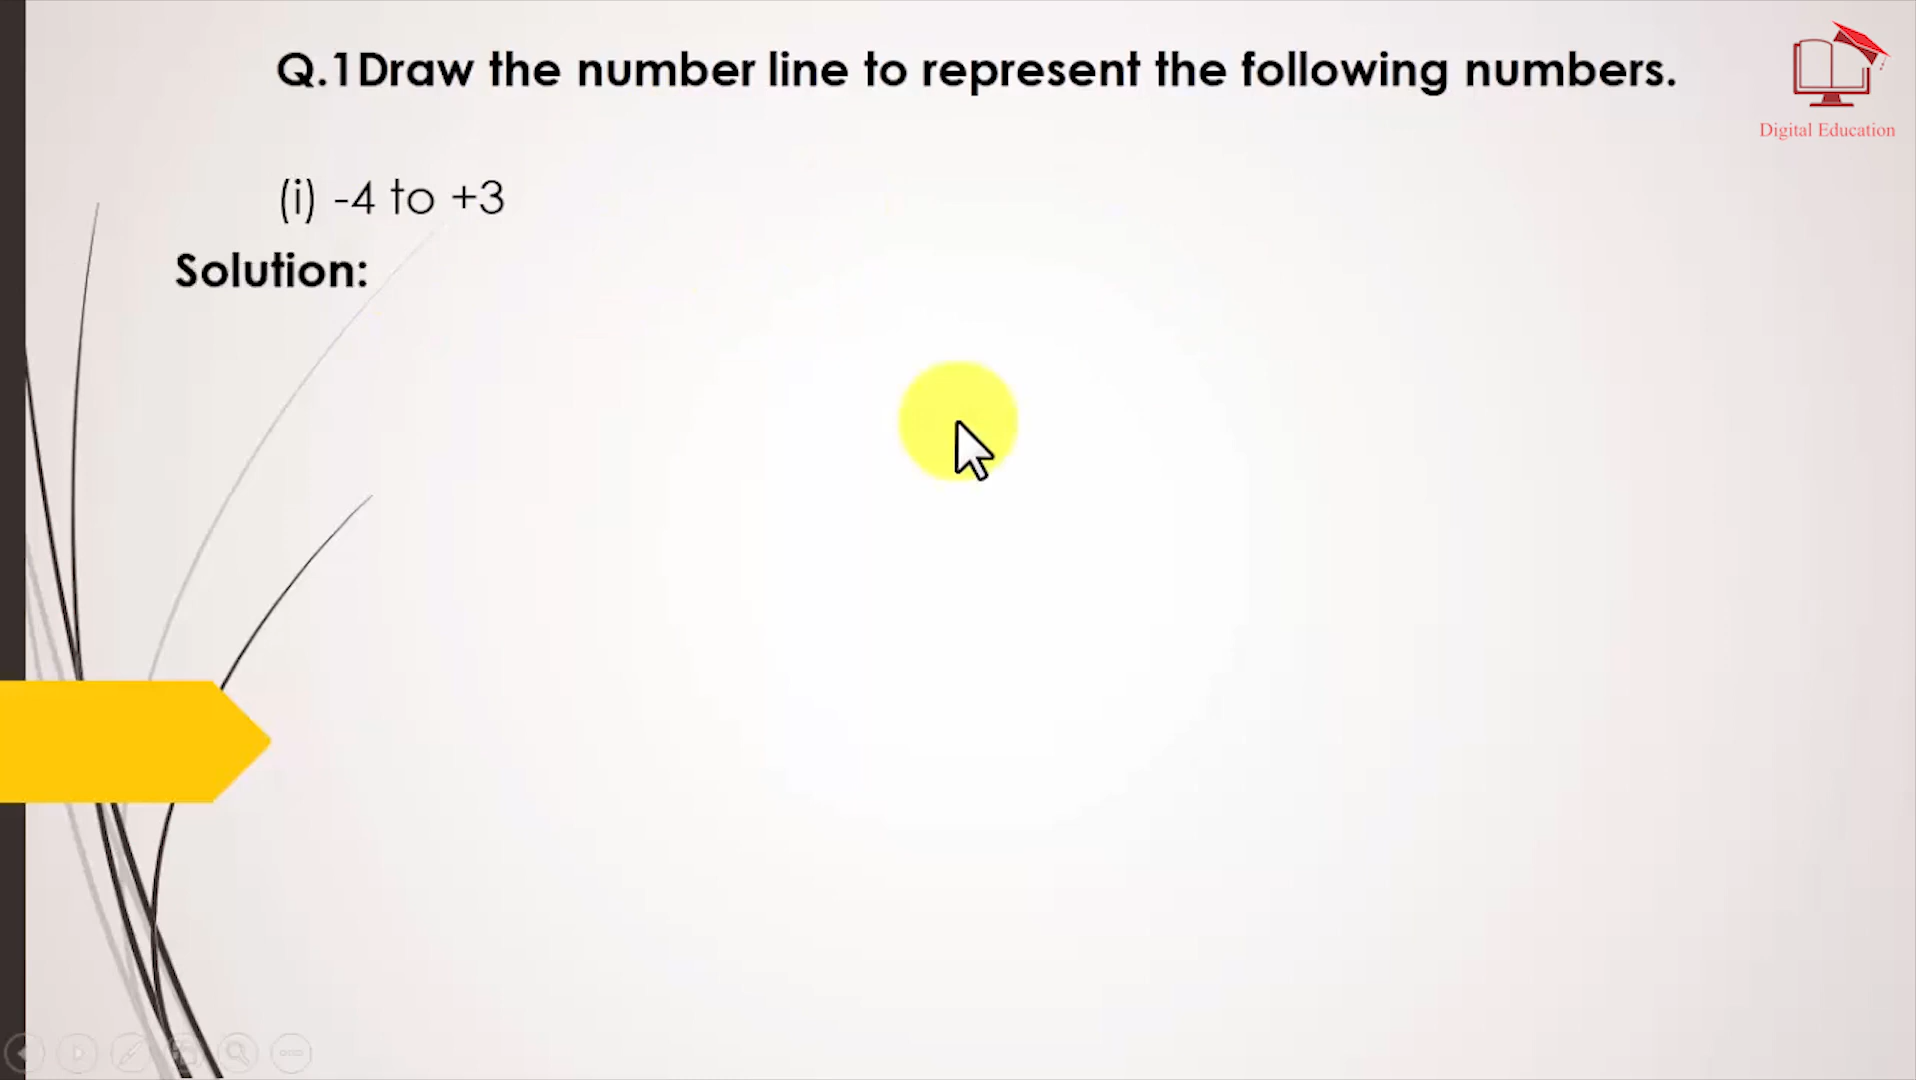 Q.1Draw the number line to represent the following numbers.
Digital Education
(i) -4 to +3
Solution: